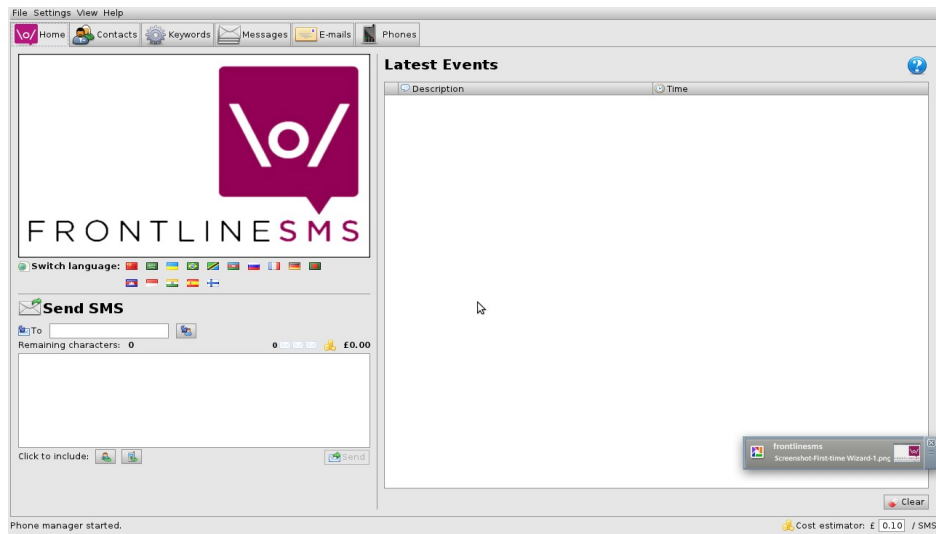 File Settings View Help
\o/ Home Contacts Keywords Messages E-mails Phones
\o/
FRONTLINESMS
Switch language:
Send SMS
To
Remaining characters: 0 0 £0.00
Click to include: Send
Latest Events
Description Time
frontlinesms
Screenshot-First-time Wizard-1.png
Clear
Phone manager started. Cost estimator: £ 0.10 / SMS